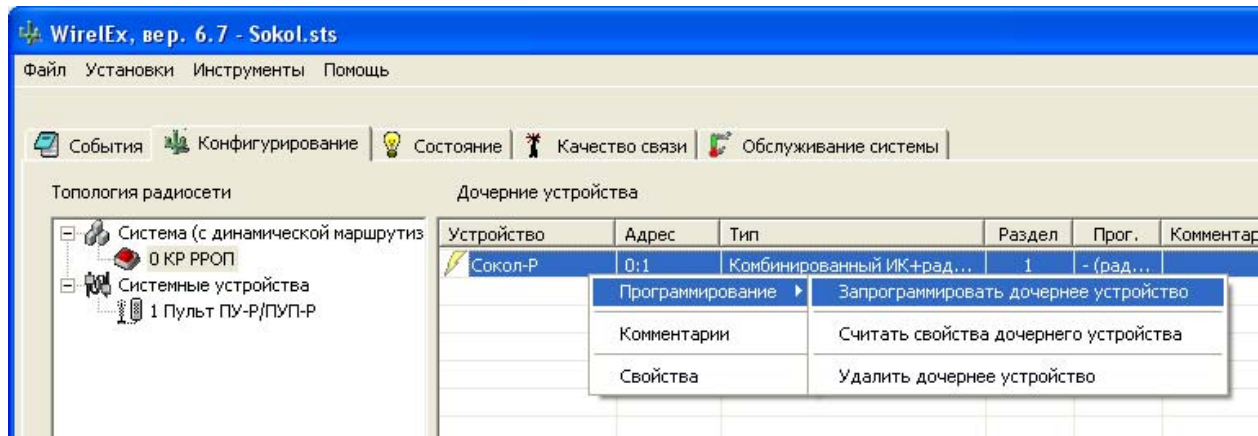 WirelEx, вер. 6.7 - Sokol.sts
Файл Установки Инструменты Помощь
События Конфигурирование Состояние Качество связи Обслуживание системы
Топология радиосети Дочерние устройства
Система (с динамической маршрутиз
0 КР РРОП
Системные устройства
1 Пульт ПУ-Р/ПУП-Р
Устройство Адрес Тип Раздел Прог. Комментар
Сокол-Р 0:1 Комбинированный ИК+рад... 1 - (рад...
Программирование Запрограммировать дочернее устройство
Комментарии Считать свойства дочернего устройства
Свойства Удалить дочернее устройство